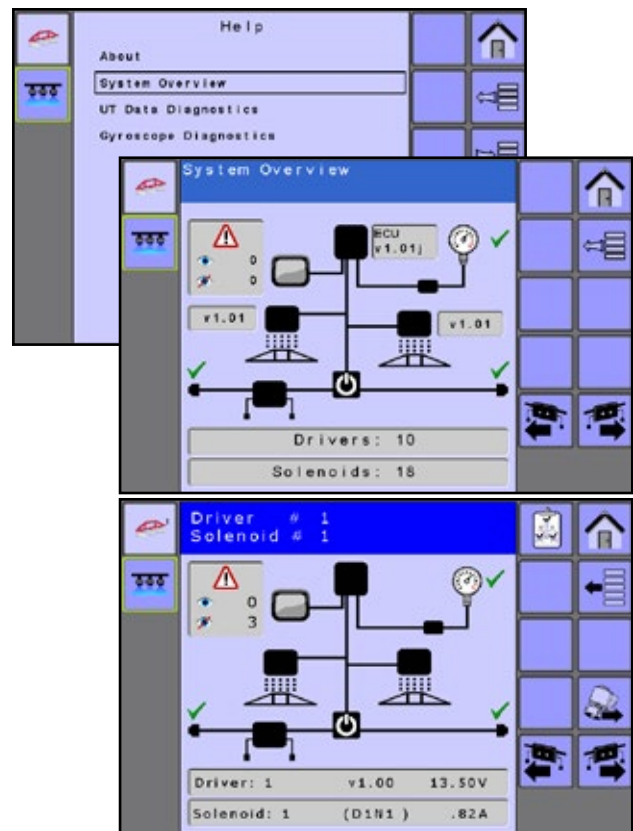 Help
About
System Overview
UT Data Diagnostics
Gyroscope Diagnostics
System Overview
0
0
ECU
v1.01j
v1.01
v1.01
Drivers: 10
Solenoids: 18
Driver # 1
Solenoid # 1
0
3
Driver: 1 v1.00 13.50V
Solenoid: 1 (D1N1 ) .82A